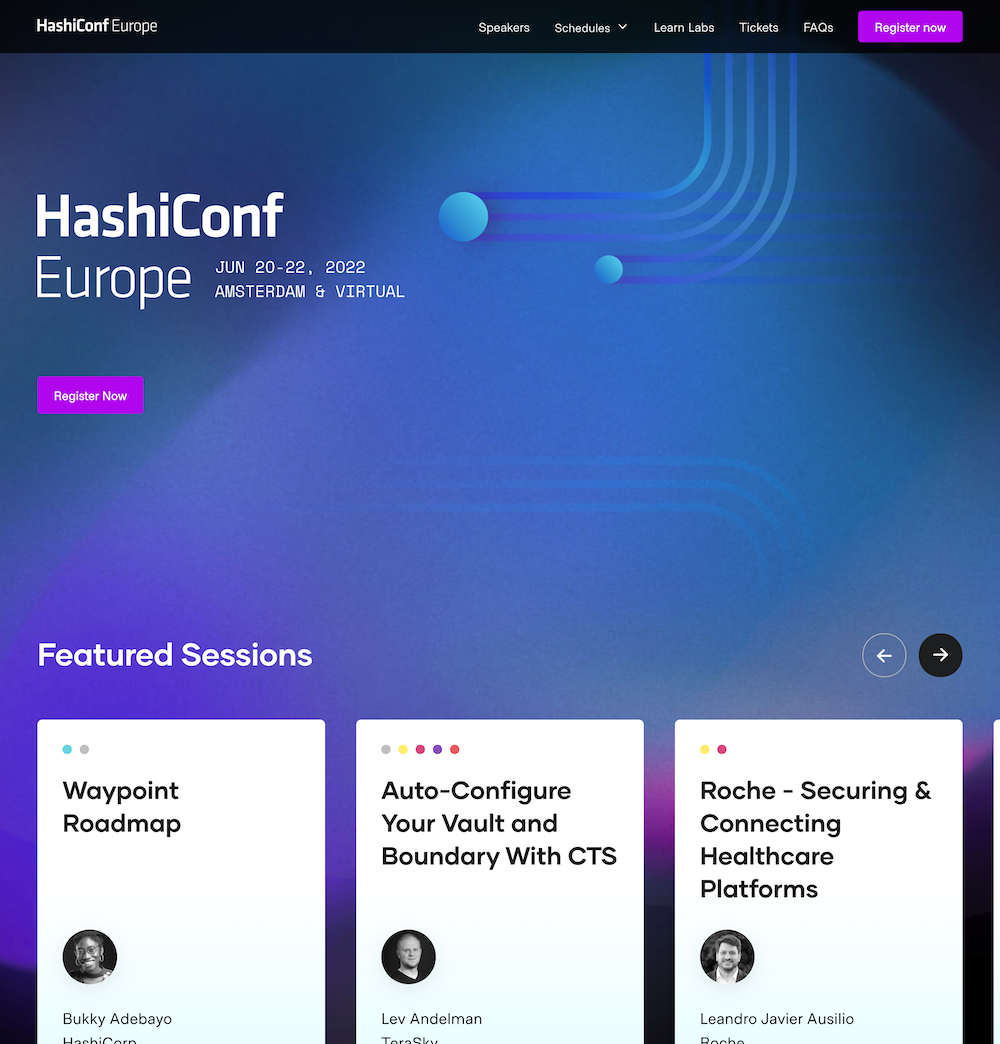 HashiConf Europe
Speakers
Schedules
Learn Labs
Tickets
FAQs
Register now
HashiConf
Europe
JUN 20-22, 2022
AMSTERDAM & VIRTUAL
Register Now
Featured Sessions
Waypoint
Roadmap
Bukky Adebayo
HashiCorp
Auto-Configure
Your Vault and
Boundary With CTS
Lev Andelman
TeraSky
Roche - Securing &
Connecting
Healthcare
Platforms
Leandro Javier Ausilio
Roche